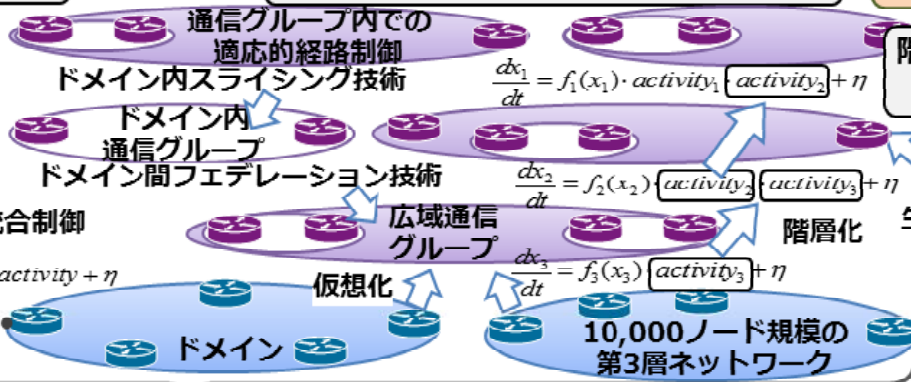 通信グループ内での
適応的経路制御
階
ドメイン内スライシング技術
dx₁/dt = f₁(x₁)·activity₁·activity₂+η
ドメイン内
通信グループ
ドメイン間フェデレーション技術
dx₂/dt = f₂(x₂)·activity₂·activity₃+η
統合制御
広域通信
グループ
階層化
activity + η
仮想化
dx₃/dt = f₃(x₃)·activity₃+η
ドメイン
10,000ノード規模の
第3層ネットワーク